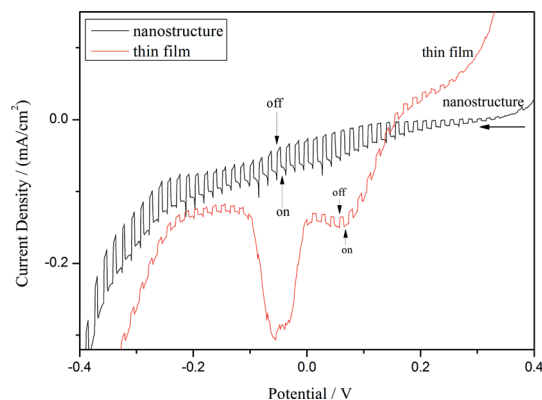 nanostructure
thin film
thin film
nanostructure
off
on
off
on
0.0
-0.2
-0.4
-0.2
0.0
0.2
0.4
Current Density / (mA/cm²)
Potential / V